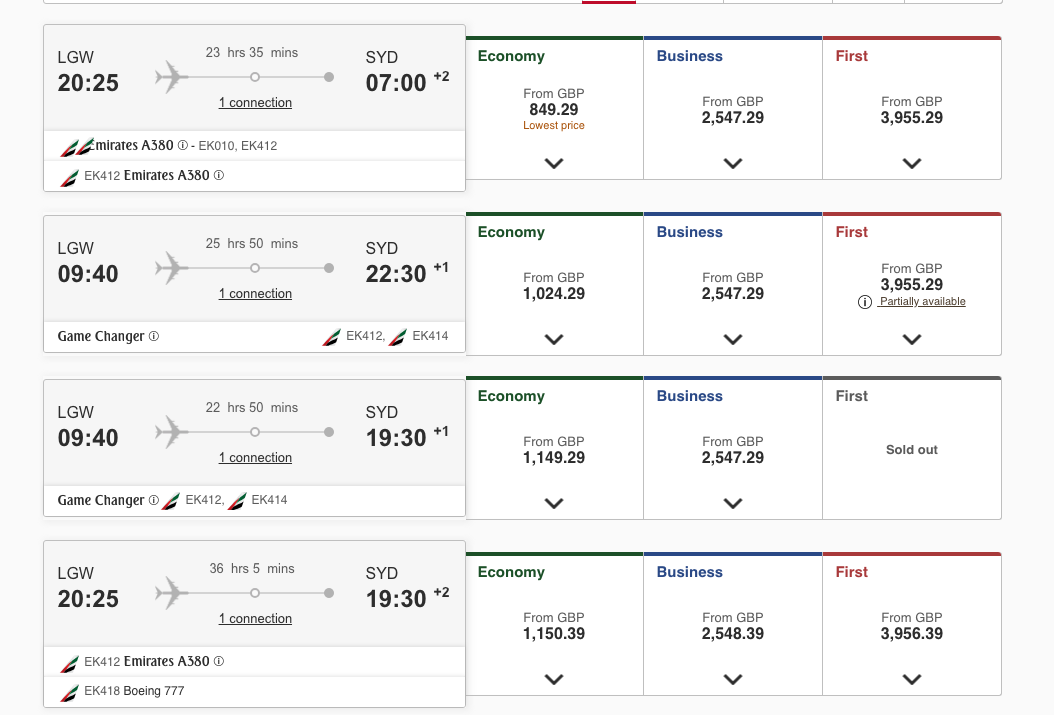 23 hrs 35 mins
LGW SYD
20:25 07:00 +2
1 connection
Emirates A380 ⓘ - EK010, EK412
EK412 Emirates A380 ⓘ
Economy
From GBP
849.29
Lowest price
Business
From GBP
2,547.29
First
From GBP
3,955.29
25 hrs 50 mins
LGW SYD
09:40 22:30 +1
1 connection
Game Changer ⓘ EK412, EK414
Economy
From GBP
1,024.29
Business
From GBP
2,547.29
First
From GBP
3,955.29
ⓘ Partially available
22 hrs 50 mins
LGW SYD
09:40 19:30 +1
1 connection
Game Changer ⓘ EK412, EK414
Economy
From GBP
1,149.29
Business
From GBP
2,547.29
First
Sold out
36 hrs 5 mins
LGW SYD
20:25 19:30 +2
1 connection
EK412 Emirates A380 ⓘ
EK418 Boeing 777
Economy
From GBP
1,150.39
Business
From GBP
2,548.39
First
From GBP
3,956.39